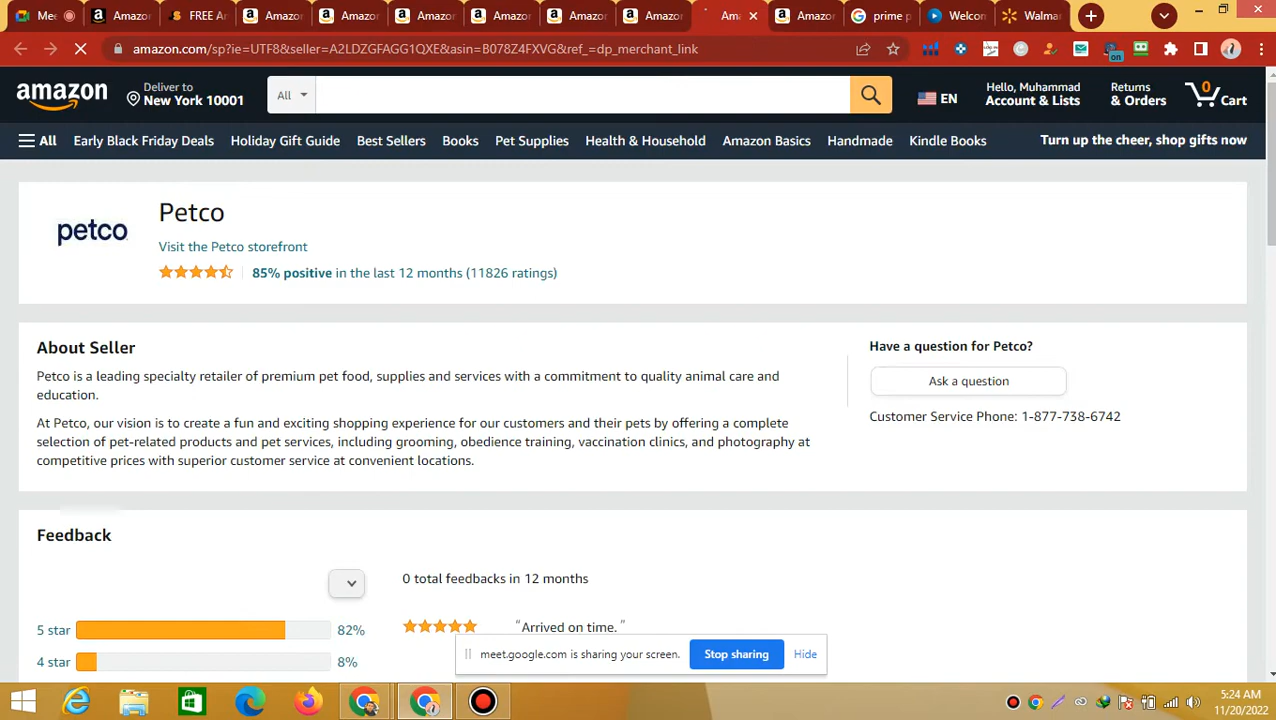 Mee
Amazon
FREE Ar
Amazon
Amazon
Amazon
Amazon
Amazon
Amazon
Ama
Amazon
prime p
Welcon
Walma
amazon.com/sp?ie=UTF8&seller=A2LDZGFAGG1QXE&asin=B078Z4FXVG&ref_=dp_merchant_link
on
amazon
Deliver to
New York 10001
All
EN
Hello, Muhammad
Account & Lists
Returns
& Orders
0
Cart
All
Early Black Friday Deals
Holiday Gift Guide
Best Sellers
Books
Pet Supplies
Health & Household
Amazon Basics
Handmade
Kindle Books
Turn up the cheer, shop gifts now
petco
Petco
Visit the Petco storefront
85% positive in the last 12 months (11826 ratings)
About Seller
Petco is a leading specialty retailer of premium pet food, supplies and services with a commitment to quality animal care and
education.
At Petco, our vision is to create a fun and exciting shopping experience for our customers and their pets by offering a complete
selection of pet-related products and pet services, including grooming, obedience training, vaccination clinics, and photography at
competitive prices with superior customer service at convenient locations.
Have a question for Petco?
Ask a question
Customer Service Phone: 1-877-738-6742
Feedback
0 total feedbacks in 12 months
5 star
82%
"Arrived on time."
4 star
8%
meet.google.com is sharing your screen.
Stop sharing
Hide
5:24 AM
11/20/2022